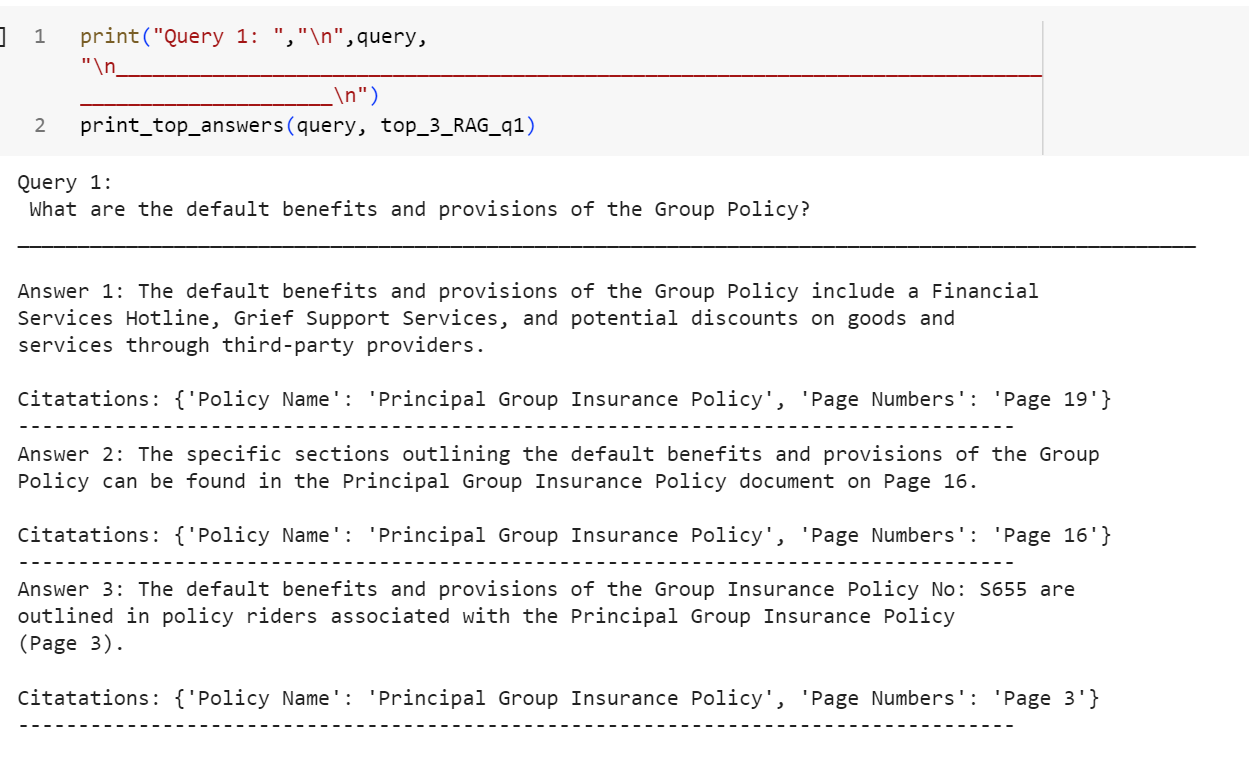 ] 1 print("Query 1: ","\n",query,
"\n_____________________________________________________________________________
_____________________\n")
2 print_top_answers(query, top_3_RAG_q1)
Query 1:
What are the default benefits and provisions of the Group Policy?
__________________________________________________________________________________________________
Answer 1: The default benefits and provisions of the Group Policy include a Financial
Services Hotline, Grief Support Services, and potential discounts on goods and
services through third-party providers.
Citatations: {'Policy Name': 'Principal Group Insurance Policy', 'Page Numbers': 'Page 19'}
-----------------------------------------------------------------------------------
Answer 2: The specific sections outlining the default benefits and provisions of the Group
Policy can be found in the Principal Group Insurance Policy document on Page 16.
Citatations: {'Policy Name': 'Principal Group Insurance Policy', 'Page Numbers': 'Page 16'}
-----------------------------------------------------------------------------------
Answer 3: The default benefits and provisions of the Group Insurance Policy No: S655 are
outlined in policy riders associated with the Principal Group Insurance Policy
(Page 3).
Citatations: {'Policy Name': 'Principal Group Insurance Policy', 'Page Numbers': 'Page 3'}
-----------------------------------------------------------------------------------